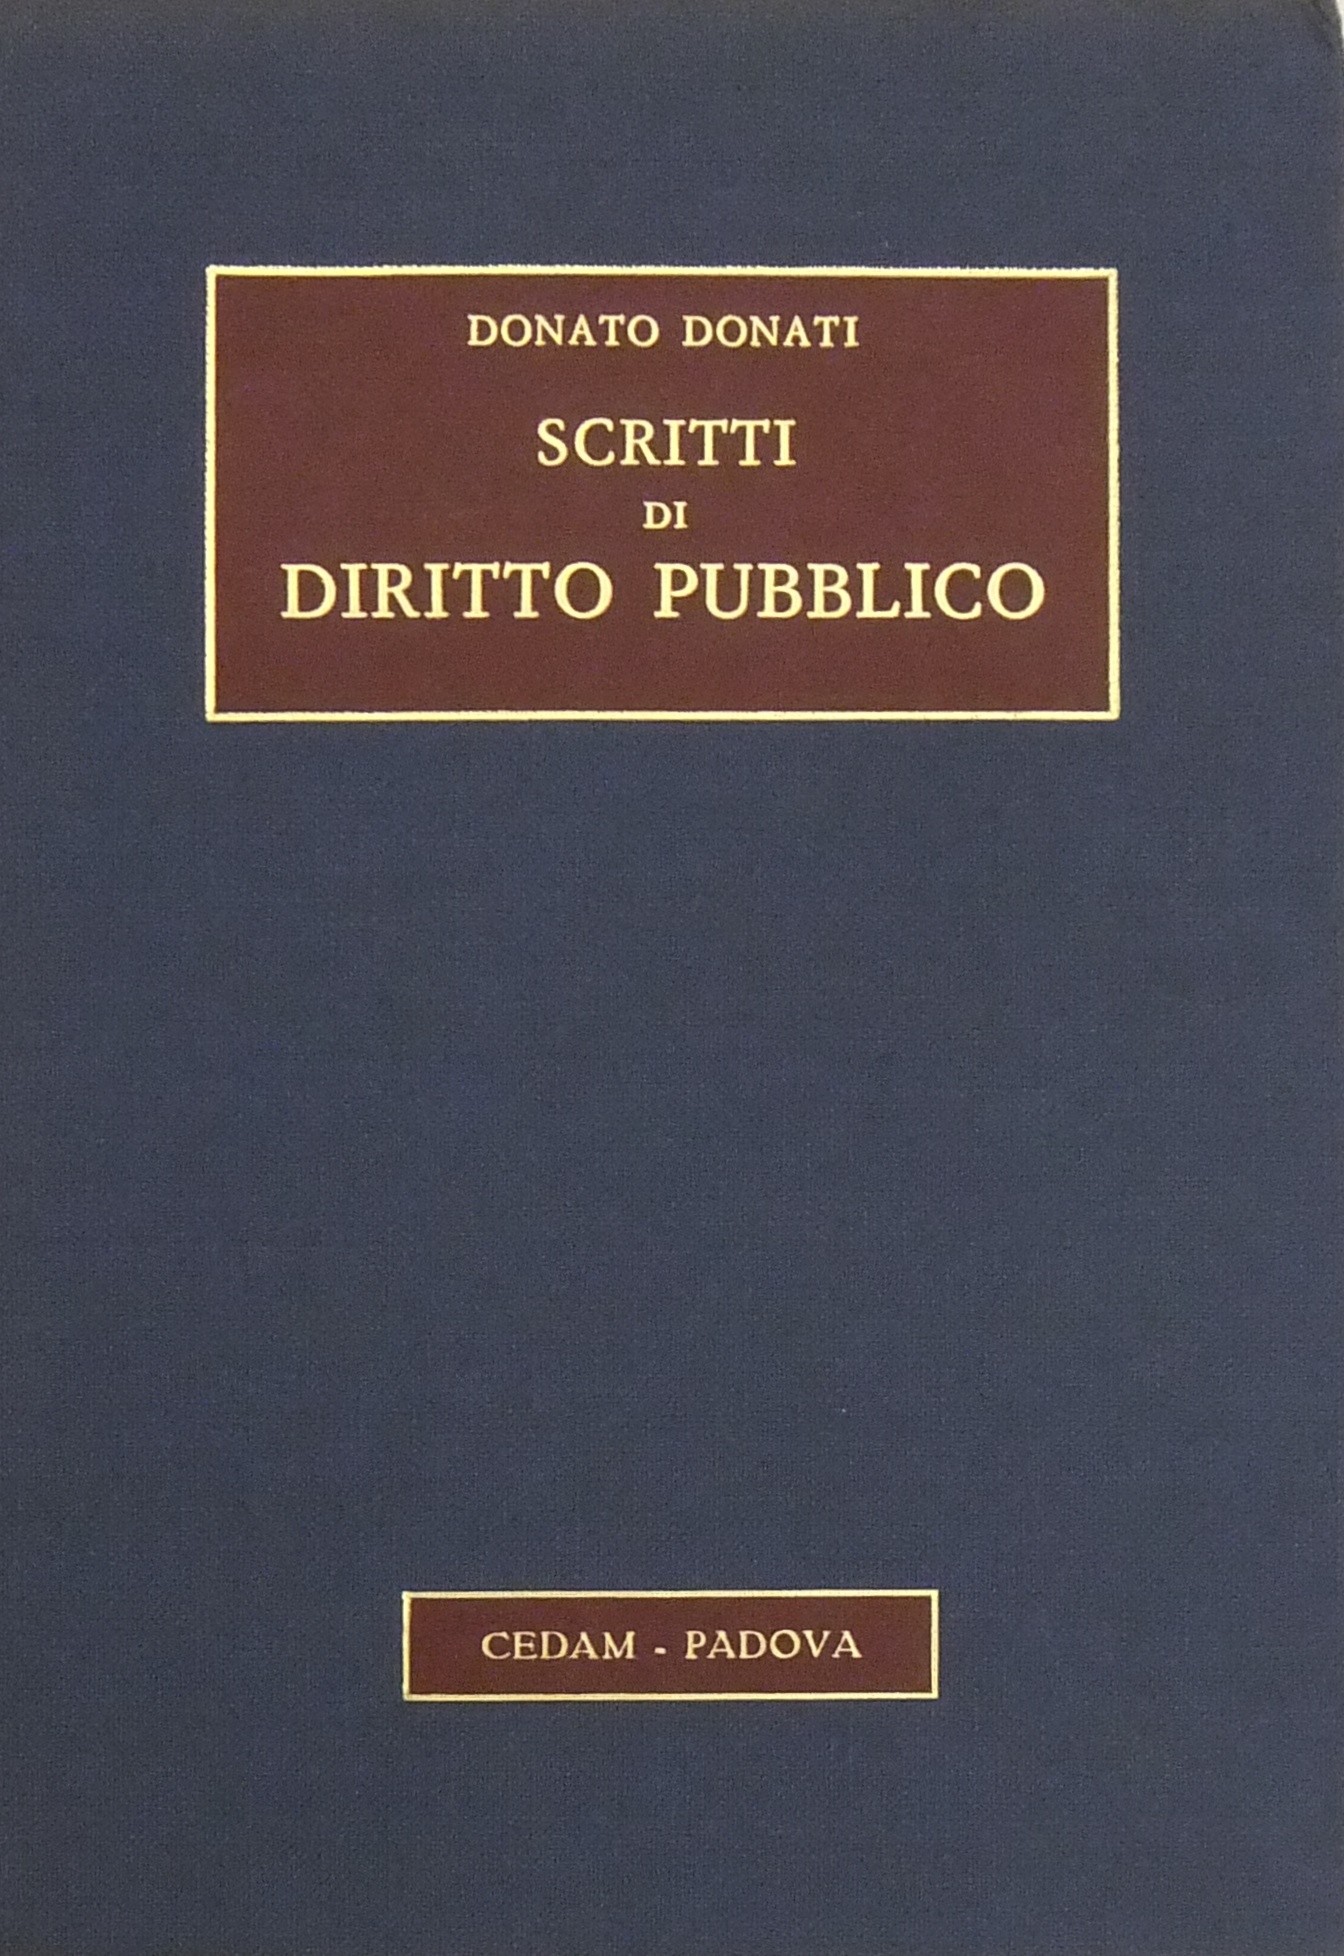 DONATO DONATI
SCRITTI
DI
DIRITTO PUBBLICO
CEDAM - PADOVA